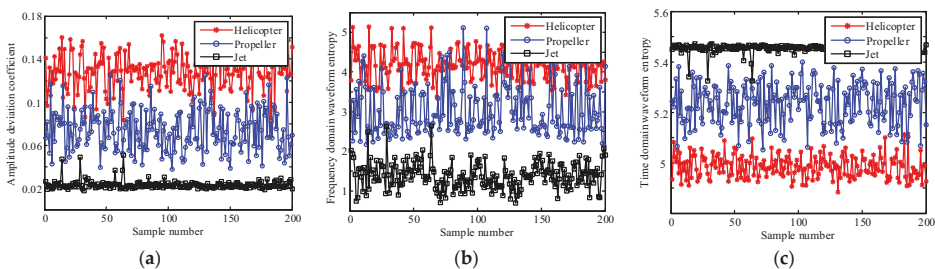 Amplitude deviation coefficient
0.18
0.14
0.1
0.06
0.02
0
50
100
150
200
Sample number
Helicopter
Propeller
Jet
(a)
Frequency domain waveform entropy
5
4
3
2
1
0
50
100
150
200
Sample number
Helicopter
Propeller
Jet
(b)
Time domain waveform entropy
5.6
5.4
5.2
5
0
50
100
150
200
Sample number
Helicopter
Propeller
Jet
(c)